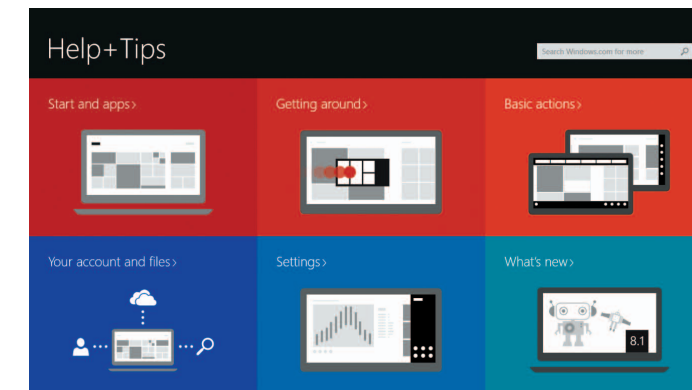 Help+Tips
Search Windows.com for more
Start and apps>
Getting around>
Basic actions>
Your account and files>
Settings>
What's new>
8.1